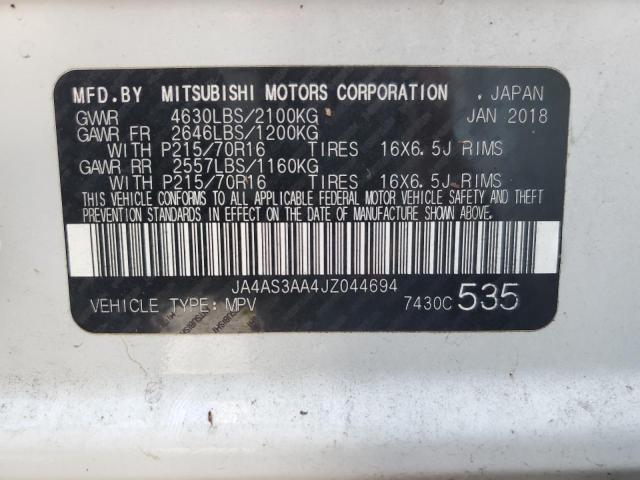 MFD.BY MITSUBISHI MOTORS CORPORATION , JAPAN
GVWR 4630LBS/2100KG JAN 2018
GAWR FR 2646LBS/1200KG
WITH P215/70R16 TIRES 16X6.5J RIMS
GAWR RR 2557LBS/1160KG
WITH P215/70R16 TIRES 16X6.5J RIMS
THIS VEHICLE CONFORMS TO ALL APPLICABLE FEDERAL MOTOR VEHICLE SAFETY AND THEFT
PREVENTION STANDARDS IN EFFECT ON THE DATE OF MANUFACTURE SHOWN ABOVE.
JA4AS3AA4JZ044694
VEHICLE TYPE: MPV 7430C 535